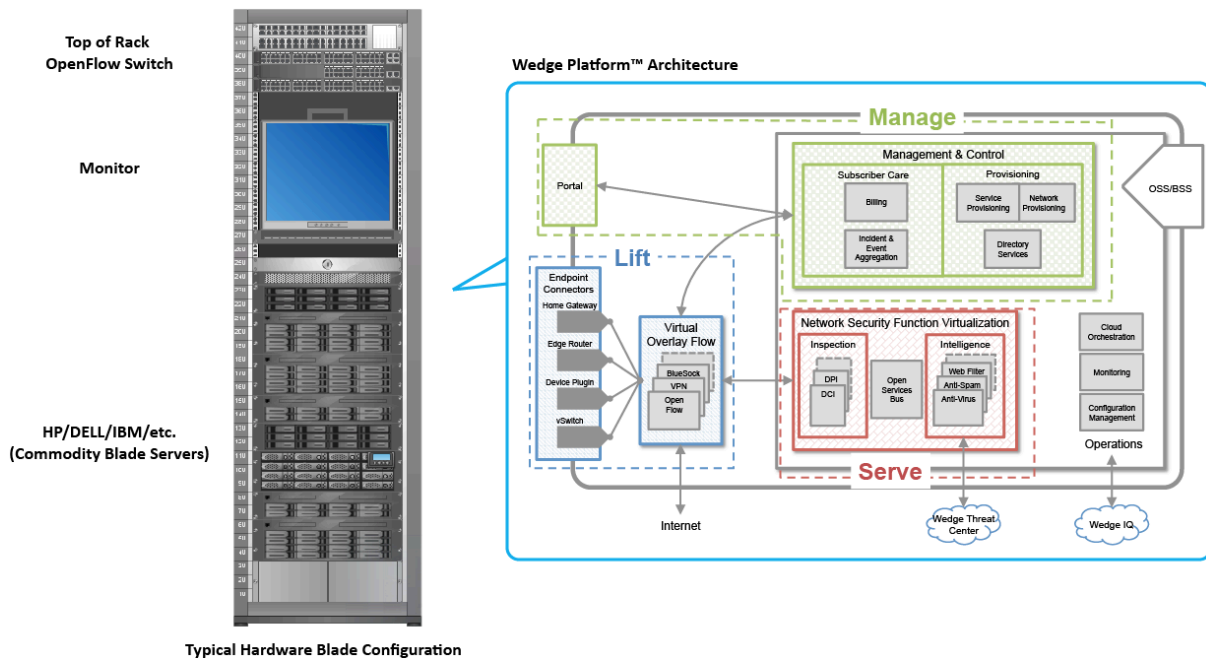 Top of Rack
OpenFlow Switch
Monitor
HP/DELL/IBM/etc.
(Commodity Blade Servers)
Typical Hardware Blade Configuration
Wedge Platform™ Architecture
Manage
Portal
Management & Control
Subscriber Care
Billing
Incident &
Event
Aggregation
Provisioning
Service
Provisioning
Network
Provisioning
Directory
Services
OSS/BSS
Lift
Endpoint
Connectors
Home Gateway
Edge Router
Device Plugin
vSwitch
Virtual
Overlay Flow
BlueSock
VPN
Open
Flow
Internet
Network Security Function Virtualization
Inspection
DPI
DCI
Open
Services
Bus
Intelligence
Web Filter
Anti-Spam
Anti-Virus
Serve
Cloud
Orchestration
Monitoring
Configuration
Management
Operations
Wedge Threat
Center
Wedge IQ